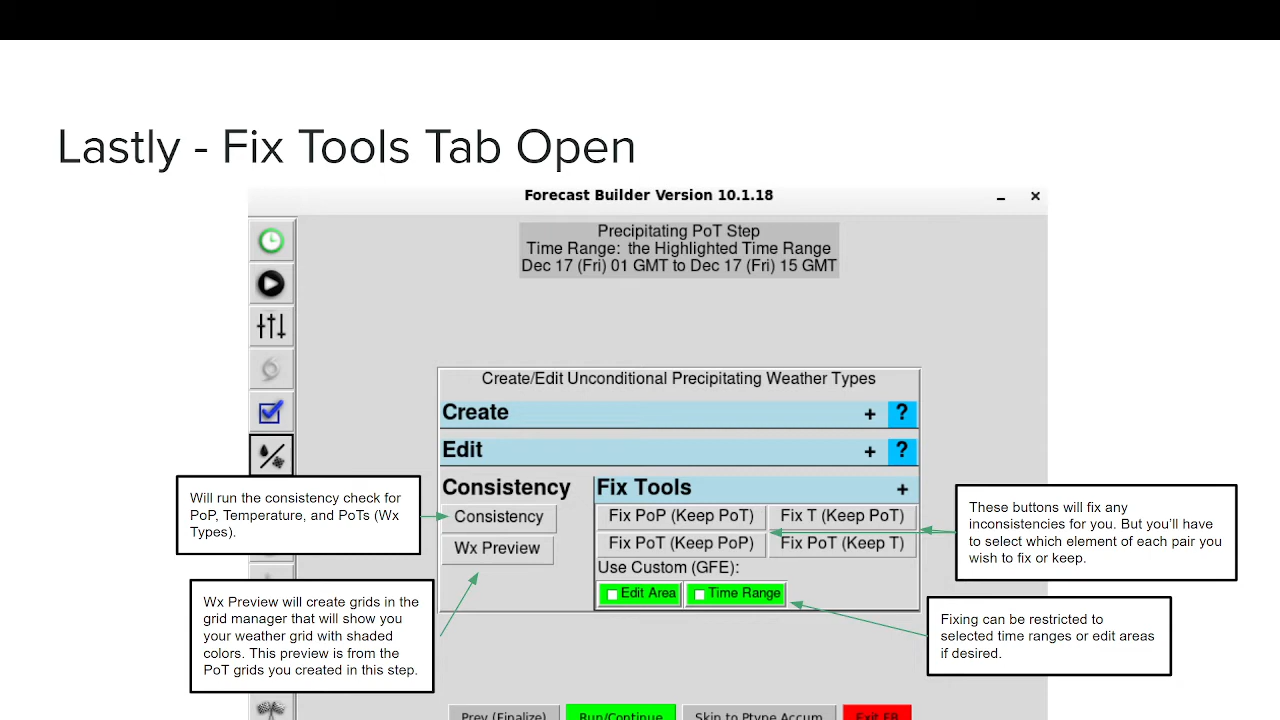 Lastly - Fix Tools Tab Open
Forecast Builder Version 10.1.18
Precipitating PoT Step
Time Range: the Highlighted Time Range
Dec 17 (Fri) 01 GMT to Dec 17 (Fri) 15 GMT
Create/Edit Unconditional Precipitating Weather Types
Create + ?
Edit + ?
Consistency
Fix Tools +
Consistency
Wx Preview
Fix PoP (Keep PoT) Fix T (Keep PoT)
Fix PoT (Keep PoP) Fix PoT (Keep T)
Use Custom (GFE):
Edit Area Time Range
Will run the consistency check for
PoP, Temperature, and PoTs (Wx
Types).
Wx Preview will create grids in the
grid manager that will show you
your weather grid with shaded
colors. This preview is from the
PoT grids you created in this step.
These buttons will fix any
inconsistencies for you. But you'll have
to select which element of each pair you
wish to fix or keep.
Fixing can be restricted to
selected time ranges or edit areas
if desired.
Prev (Finalize) Run/Continue Skip to Ptype Accum Exit FB